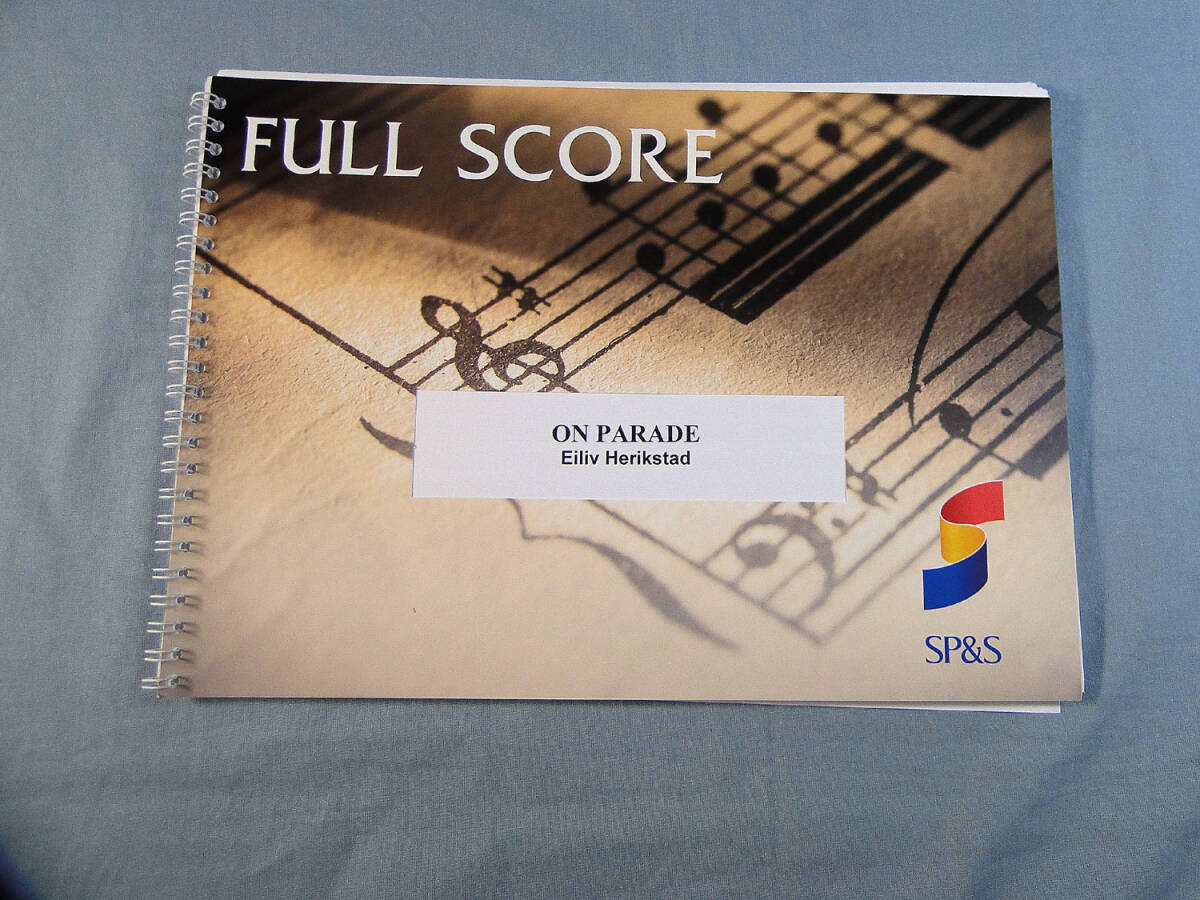 FULL SCORE
ON PARADE
Eiliv Herikstad
SP&S